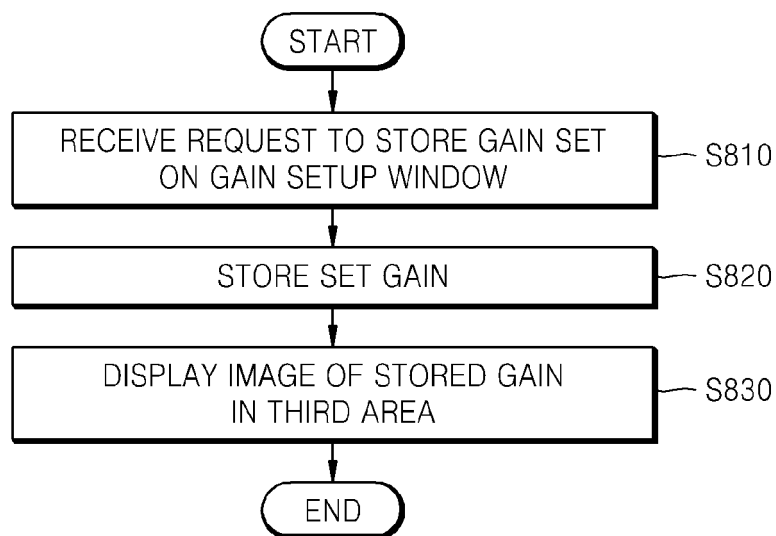 START
RECEIVE REQUEST TO STORE GAIN SET
ON GAIN SETUP WINDOW
S810
STORE SET GAIN
S820
DISPLAY IMAGE OF STORED GAIN
IN THIRD AREA
S830
END